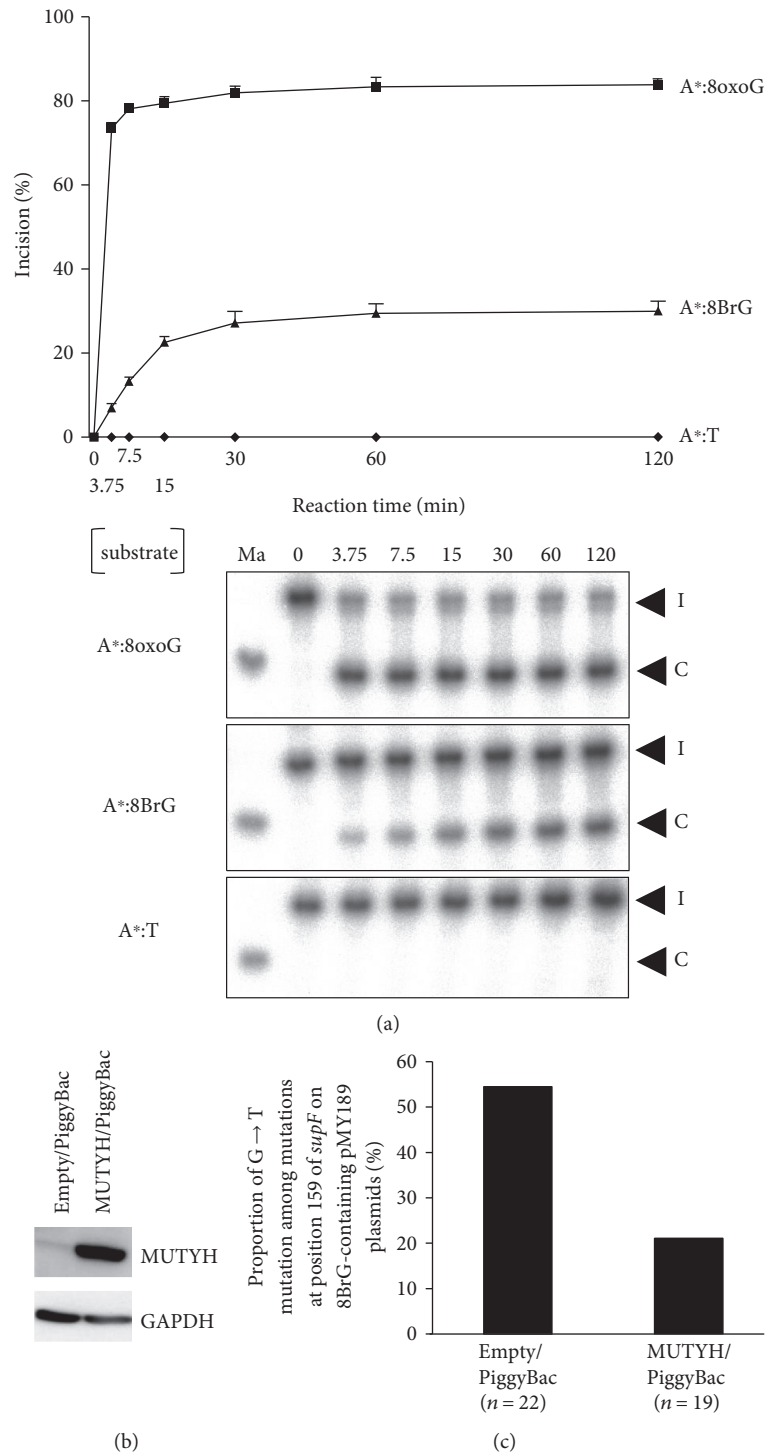 100
80
60
40
20
0
Incision (%)
A*:8oxoG
A*:8BrG
A*:T
0 7.5 30 60 120
3.75 15
Reaction time (min)
substrate
Ma 0 3.75 7.5 15 30 60 120
A*:8oxoG
I
C
A*:8BrG
I
C
A*:T
I
C
(a)
Empty/PiggyBac
MUTYH/PiggyBac
MUTYH
GAPDH
(b)
Proportion of G → T
mutation among mutations
at position 159 of supF on
8BrG-containing pMY189
plasmids (%)
60
50
40
30
20
10
0
Empty/
PiggyBac
(n = 22)
MUTYH/
PiggyBac
(n = 19)
(c)